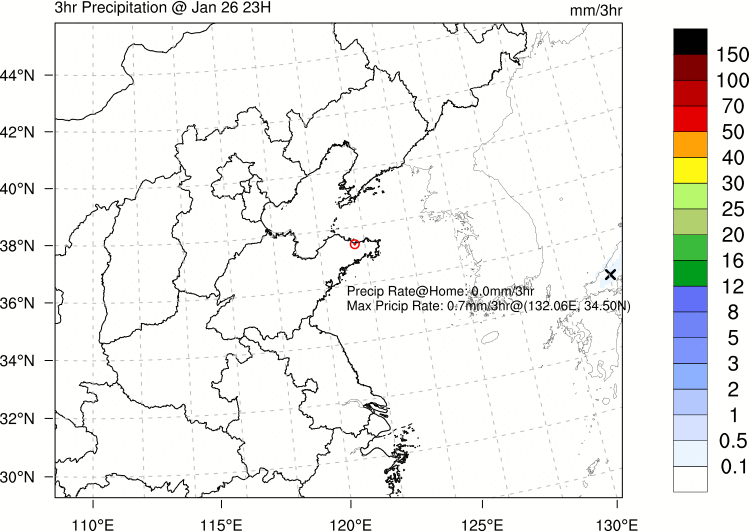 3hr Precipitation @ Jan 26 23H
mm/3hr
44°N
42°N
40°N
38°N
36°N
34°N
32°N
30°N
Precip Rate@Home: 0.0mm/3hr
Max Pricip Rate: 0.7mm/3hr@(132.06E, 34.50N)
110°E 115°E 120°E 125°E 130°E
150
100
70
50
40
30
25
20
16
12
8
5
3
2
1
0.5
0.1